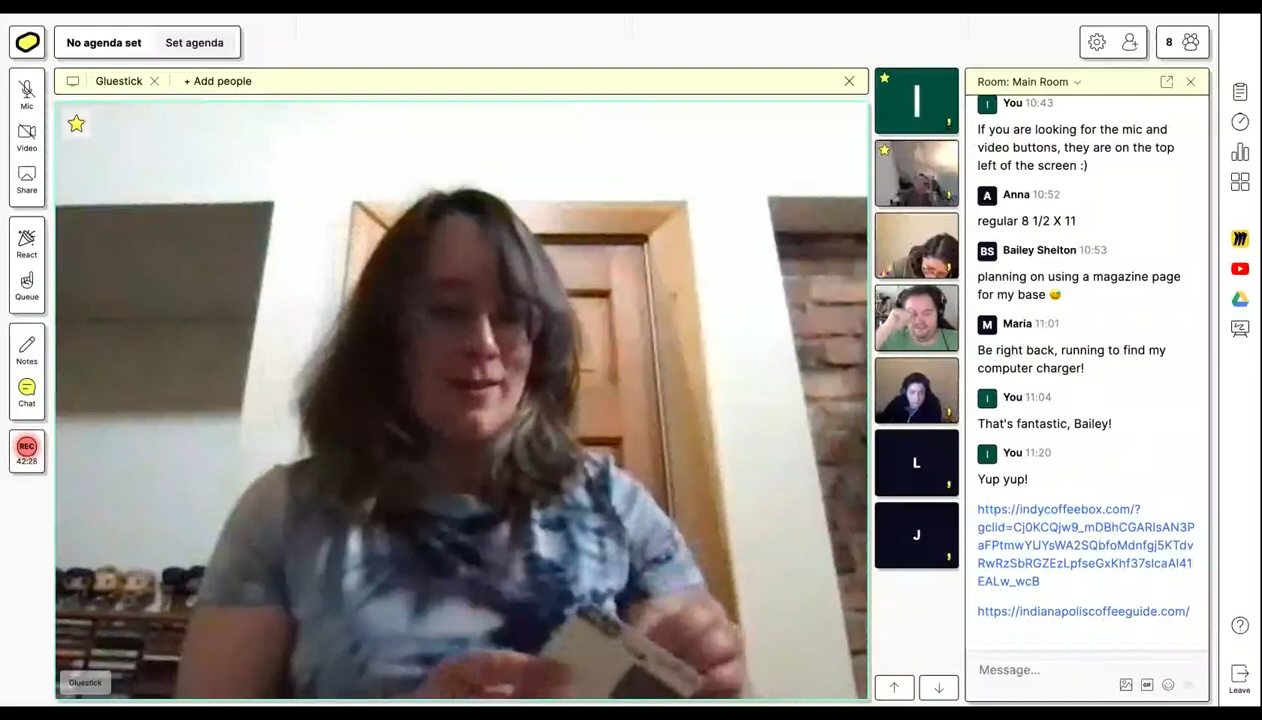 No agenda set
Set agenda
8
Mic
Video
Share
React
Queue
Notes
Chat
REC
42:28
Gluestick
+ Add people
Gluestick
I
L
J
Room: Main Room
I You 10:43
If you are looking for the mic and
video buttons, they are on the top
left of the screen :)
A Anna 10:52
regular 8 1/2 X 11
BS Bailey Shelton 10:53
planning on using a magazine page
for my base 😅
M Maria 11:01
Be right back, running to find my
computer charger!
I You 11:04
That's fantastic, Bailey!
I You 11:20
Yup yup!
https://indycoffeebox.com/?
gclid=Cj0KCQjw9_mDBhCGARIsAN3P
aFPtmwYUYsWA2SQbfoMdnfgj5KTdv
RwRzSbRGZEzLpfseGxKhf37sIcaAl41
EALw_wcB
https://indianapoliscoffeeguide.com/
Message...
GIF
Leave